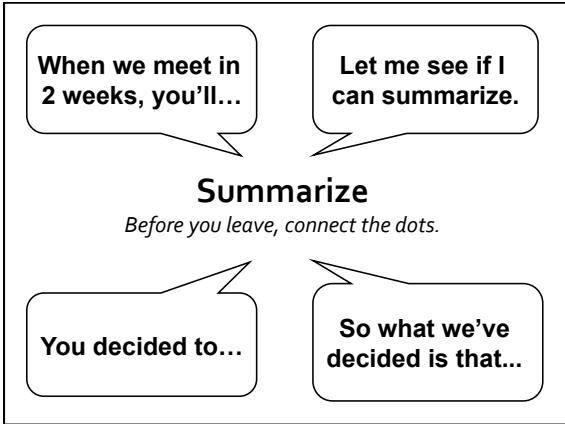 When we meet in
2 weeks, you’ll…
Let me see if I
can summarize.
Summarize
Before you leave, connect the dots.
You decided to…
So what we’ve
decided is that...